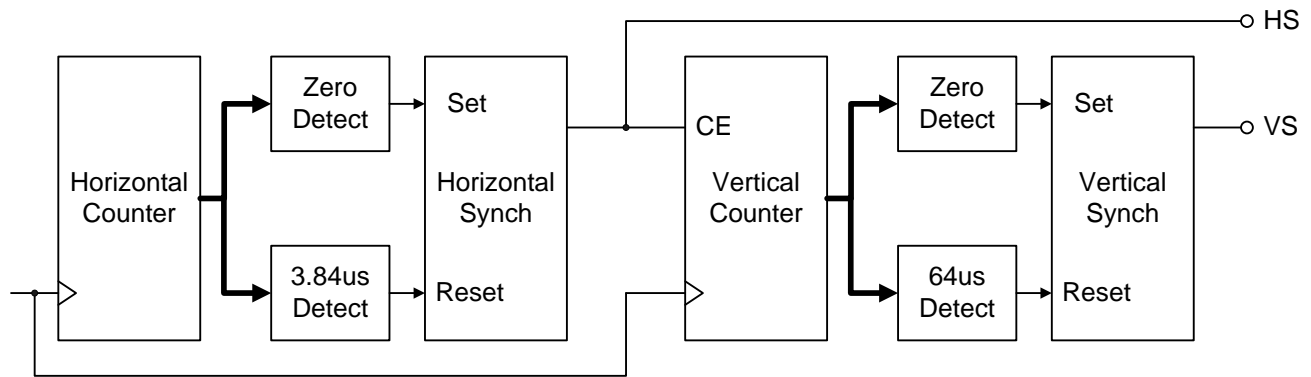 HS
Zero
Detect
Set
Horizontal
Counter
Horizontal
Synch
3.84us
Detect
Reset
CE
Vertical
Counter
Zero
Detect
Set
VS
Vertical
Synch
64us
Detect
Reset